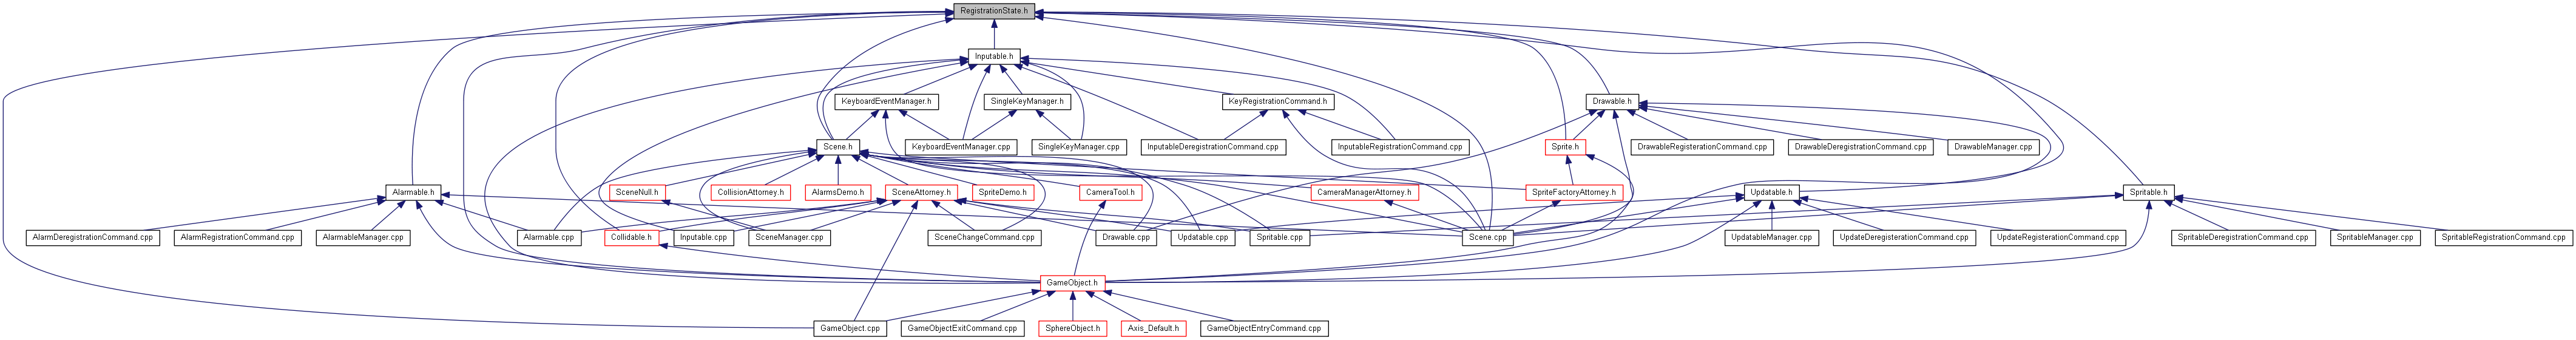 RegistrationState.h
Inputable.h
KeyboardEventManager.h
SingleKeyManager.h
KeyRegistrationCommand.h
Drawable.h
Scene.h
KeyboardEventManager.cpp
SingleKeyManager.cpp
InputableDeregistrationCommand.cpp
InputableRegistrationCommand.cpp
Sprite.h
DrawableRegisterationCommand.cpp
DrawableDeregistrationCommand.cpp
DrawableManager.cpp
Alarmable.h
SceneNull.h
CollisionAttorney.h
AlarmsDemo.h
SceneAttorney.h
SpriteDemo.h
CameraTool.h
CameraManagerAttorney.h
SpriteFactoryAttorney.h
Updatable.h
Spritable.h
AlarmDeregistrationCommand.cpp
AlarmRegistrationCommand.cpp
AlarmableManager.cpp
Alarmable.cpp
Collidable.h
Inputable.cpp
SceneManager.cpp
SceneChangeCommand.cpp
Drawable.cpp
Updatable.cpp
Spritable.cpp
Scene.cpp
UpdatableManager.cpp
UpdateDeregisterationCommand.cpp
UpdateRegisterationCommand.cpp
SpritableDeregistrationCommand.cpp
SpritableManager.cpp
SpritableRegistrationCommand.cpp
GameObject.h
GameObject.cpp
GameObjectExitCommand.cpp
SphereObject.h
Axis_Default.h
GameObjectEntryCommand.cpp